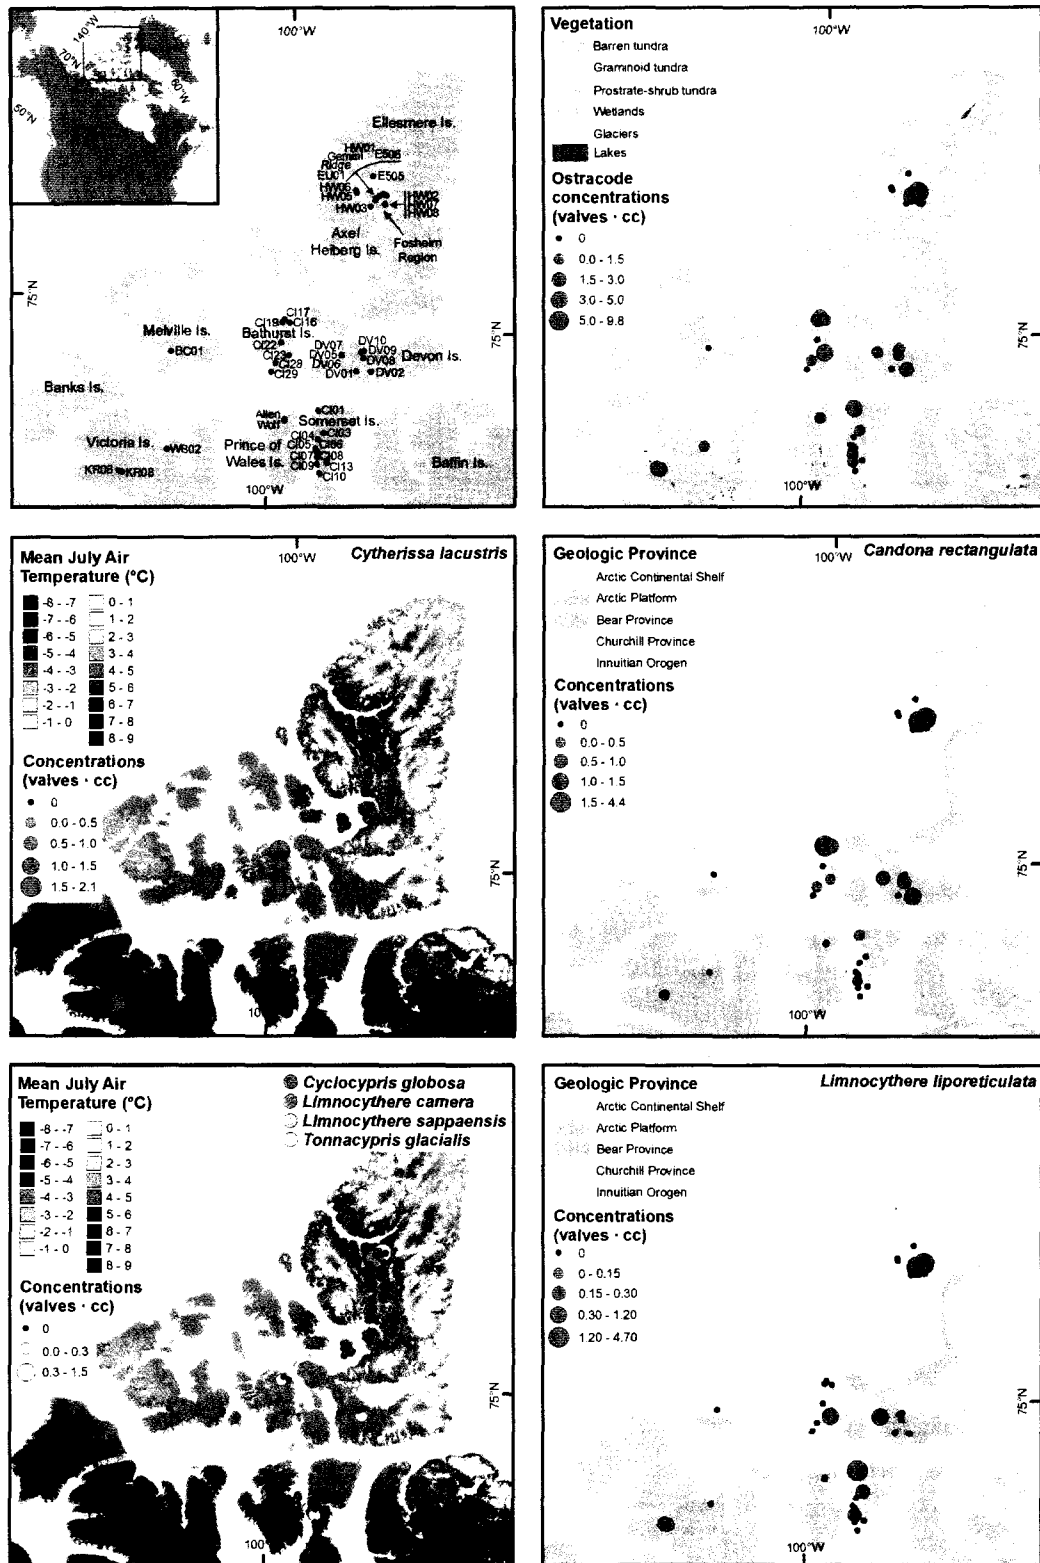 100°W
140°W
70°N
60°W
50°N
Ellesmere Is.
HW01
Gemini
E506
Ridge
EU01
E505
HW06
HW05
HW02
HW07
HW03
HW08
Axel
Heiberg Is.
Fosheim
Region
75°N
CI17
CI19
CI16
Melville Is.
Bathurst Is.
75°N
BC01
CI22
DV07
DV10
CI23
DV05
DV09
Devon Is.
CI28
DV06
DV08
CI29
DV01
DV02
Banks Is.
CI01
Allen
Wolf
Somerset Is.
CI04
CI03
Victoria Is.
WB02
Prince of
CI05
CI06
Wales Is.
CI07
CI08
KR08
KR08
CI09
CI13
CI10
Baffin Is.
100°W
Vegetation
100°W
Barren tundra
Graminoid tundra
Prostrate-shrub tundra
Wetlands
Glaciers
Lakes
Ostracode
concentrations
(valves · cc)
0
0.0 - 1.5
1.5 - 3.0
3.0 - 5.0
5.0 - 9.8
75°N
100°W
Mean July Air
Temperature (°C)
100°W
Cytherissa lacustris
-8 - -7
0 - 1
-7 - -6
1 - 2
-6 - -5
2 - 3
-5 - -4
3 - 4
-4 - -3
4 - 5
-3 - -2
5 - 6
-2 - -1
6 - 7
-1 - 0
7 - 8
8 - 9
Concentrations
(valves · cc)
0
0.0 - 0.5
0.5 - 1.0
1.0 - 1.5
1.5 - 2.1
75°N
Geologic Province
100°W
Candona rectangulata
Arctic Continental Shelf
Arctic Platform
Bear Province
Churchill Province
Innuitian Orogen
Concentrations
(valves · cc)
0
0.0 - 0.5
0.5 - 1.0
1.0 - 1.5
1.5 - 4.4
75°N
100°W
Mean July Air
Temperature (°C)
Cyclocypris globosa
Limnocythere camera
Limnocythere sappaensis
Tonnacypris glacialis
-8 - -7
0 - 1
-7 - -6
1 - 2
-6 - -5
2 - 3
-5 - -4
3 - 4
-4 - -3
4 - 5
-3 - -2
5 - 6
-2 - -1
6 - 7
-1 - 0
7 - 8
8 - 9
Concentrations
(valves · cc)
0
0.0 - 0.3
0.3 - 1.5
75°N
100°
Geologic Province
Limnocythere liporeticulata
Arctic Continental Shelf
Arctic Platform
Bear Province
Churchill Province
Innuitian Orogen
Concentrations
(valves · cc)
0
0 - 0.15
0.15 - 0.30
0.30 - 1.20
1.20 - 4.70
75°N
100°W